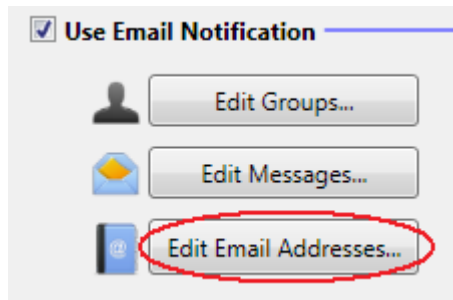 Use Email Notification
Edit Groups...
Edit Messages...
@
Edit Email Addresses...